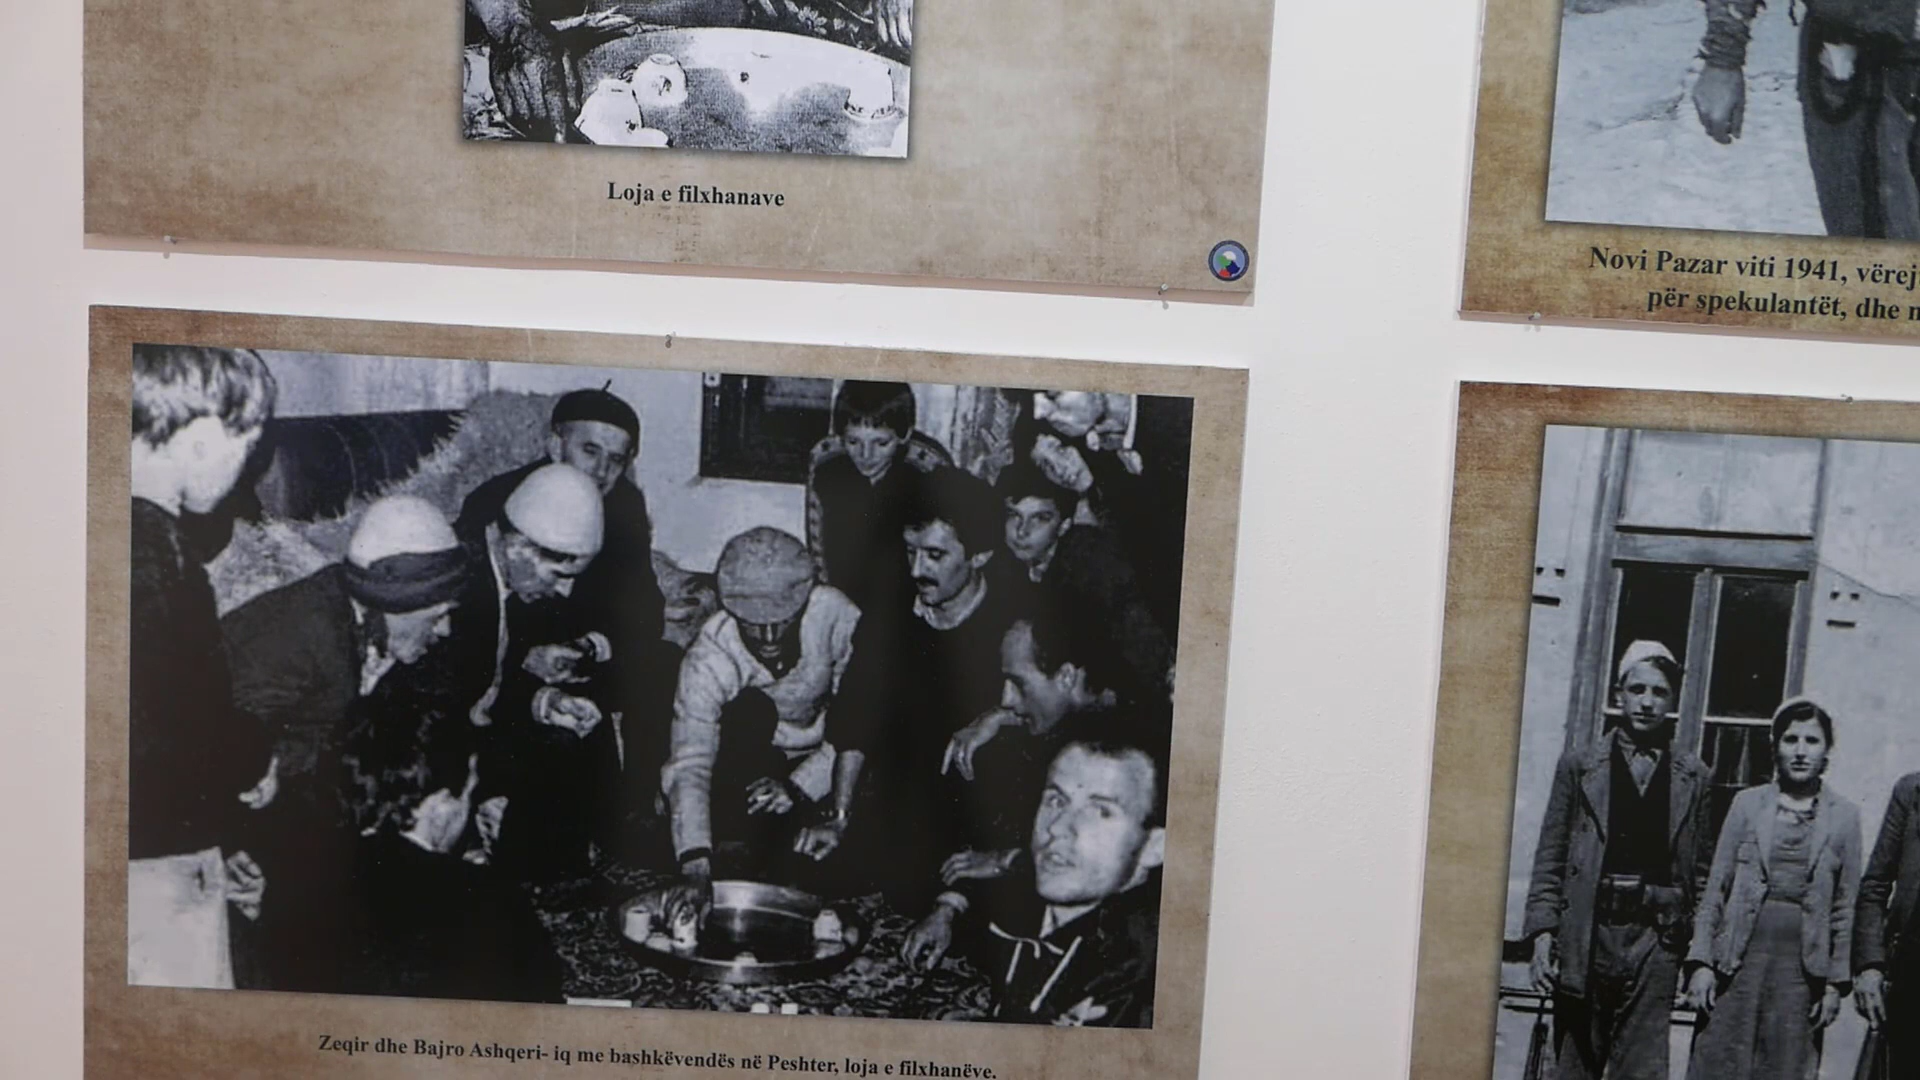 Loja e filxhanave
Novi Pazar viti 1941, vërej
për spekulantët, dhe
Zeqir dhe Bajro Ashqeri- iq me bashkëvendës në Peshter, loja e filxhanëve.